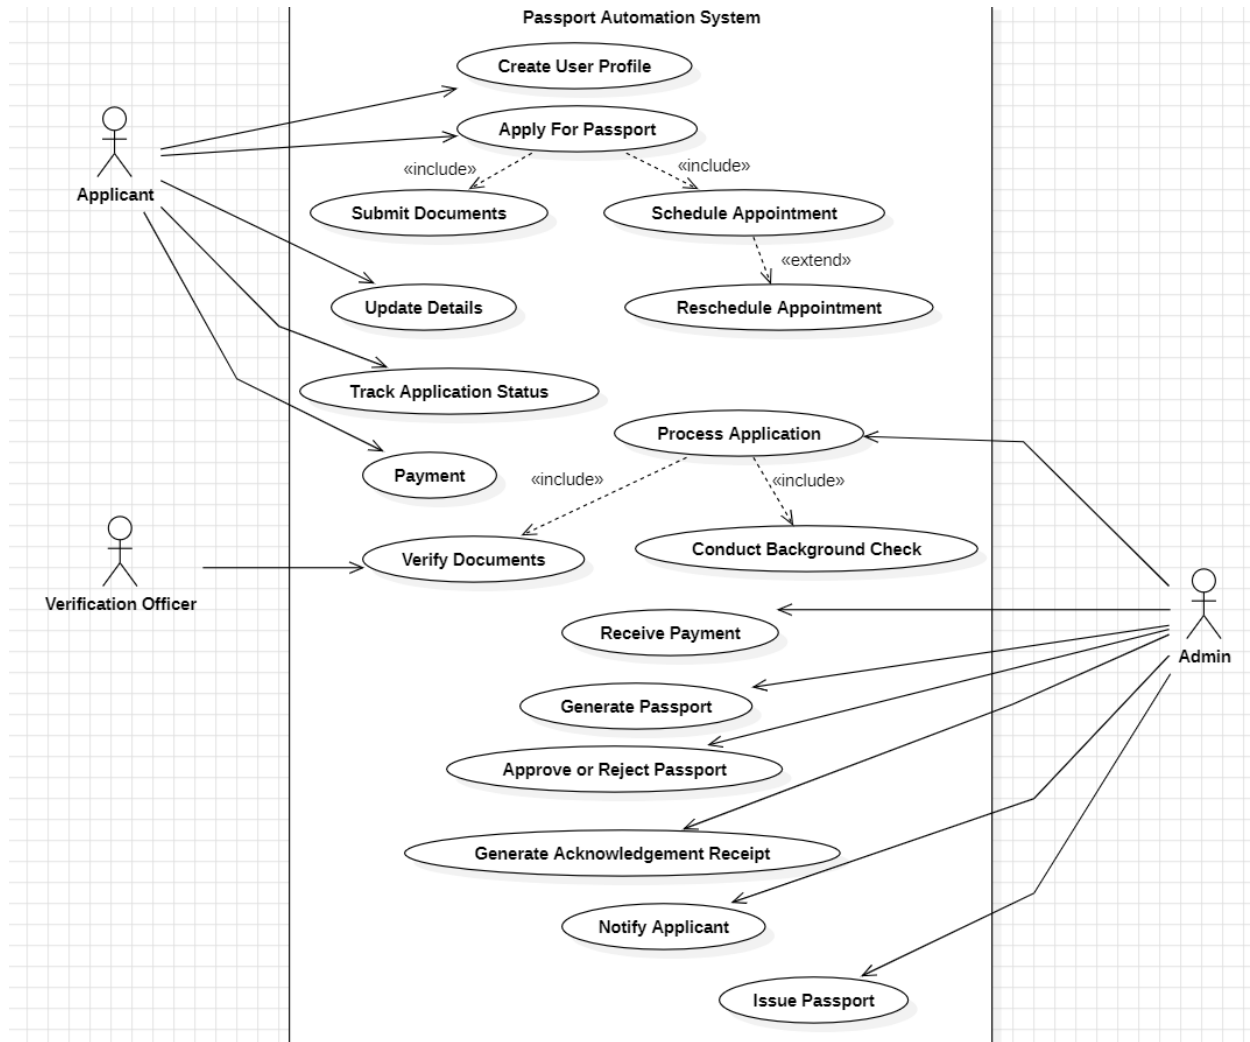 Passport Automation System
Create User Profile
Apply For Passport
«include»
«include»
Applicant
Submit Documents
Schedule Appointment
«extend»
Update Details
Reschedule Appointment
Track Application Status
Process Application
Payment
«include»
«include»
Verify Documents
Conduct Background Check
Verification Officer
Receive Payment
Admin
Generate Passport
Approve or Reject Passport
Generate Acknowledgement Receipt
Notify Applicant
Issue Passport